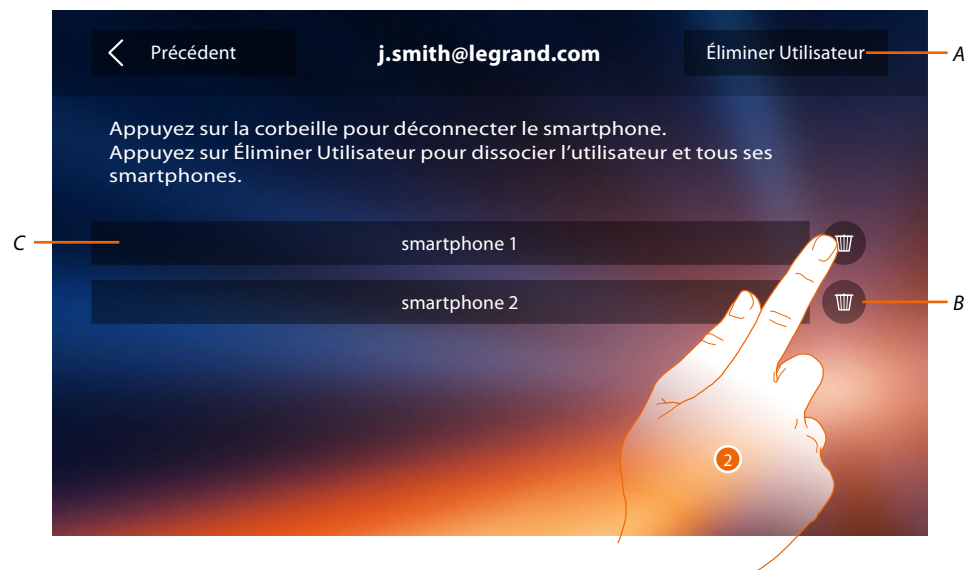 Précédent
j.smith@legrand.com
Éliminer Utilisateur
A
Appuyez sur la corbeille pour déconnecter le smartphone.
Appuyez sur Éliminer Utilisateur pour dissocier l’utilisateur et tous ses
smartphones.
C
smartphone 1
smartphone 2
B
2